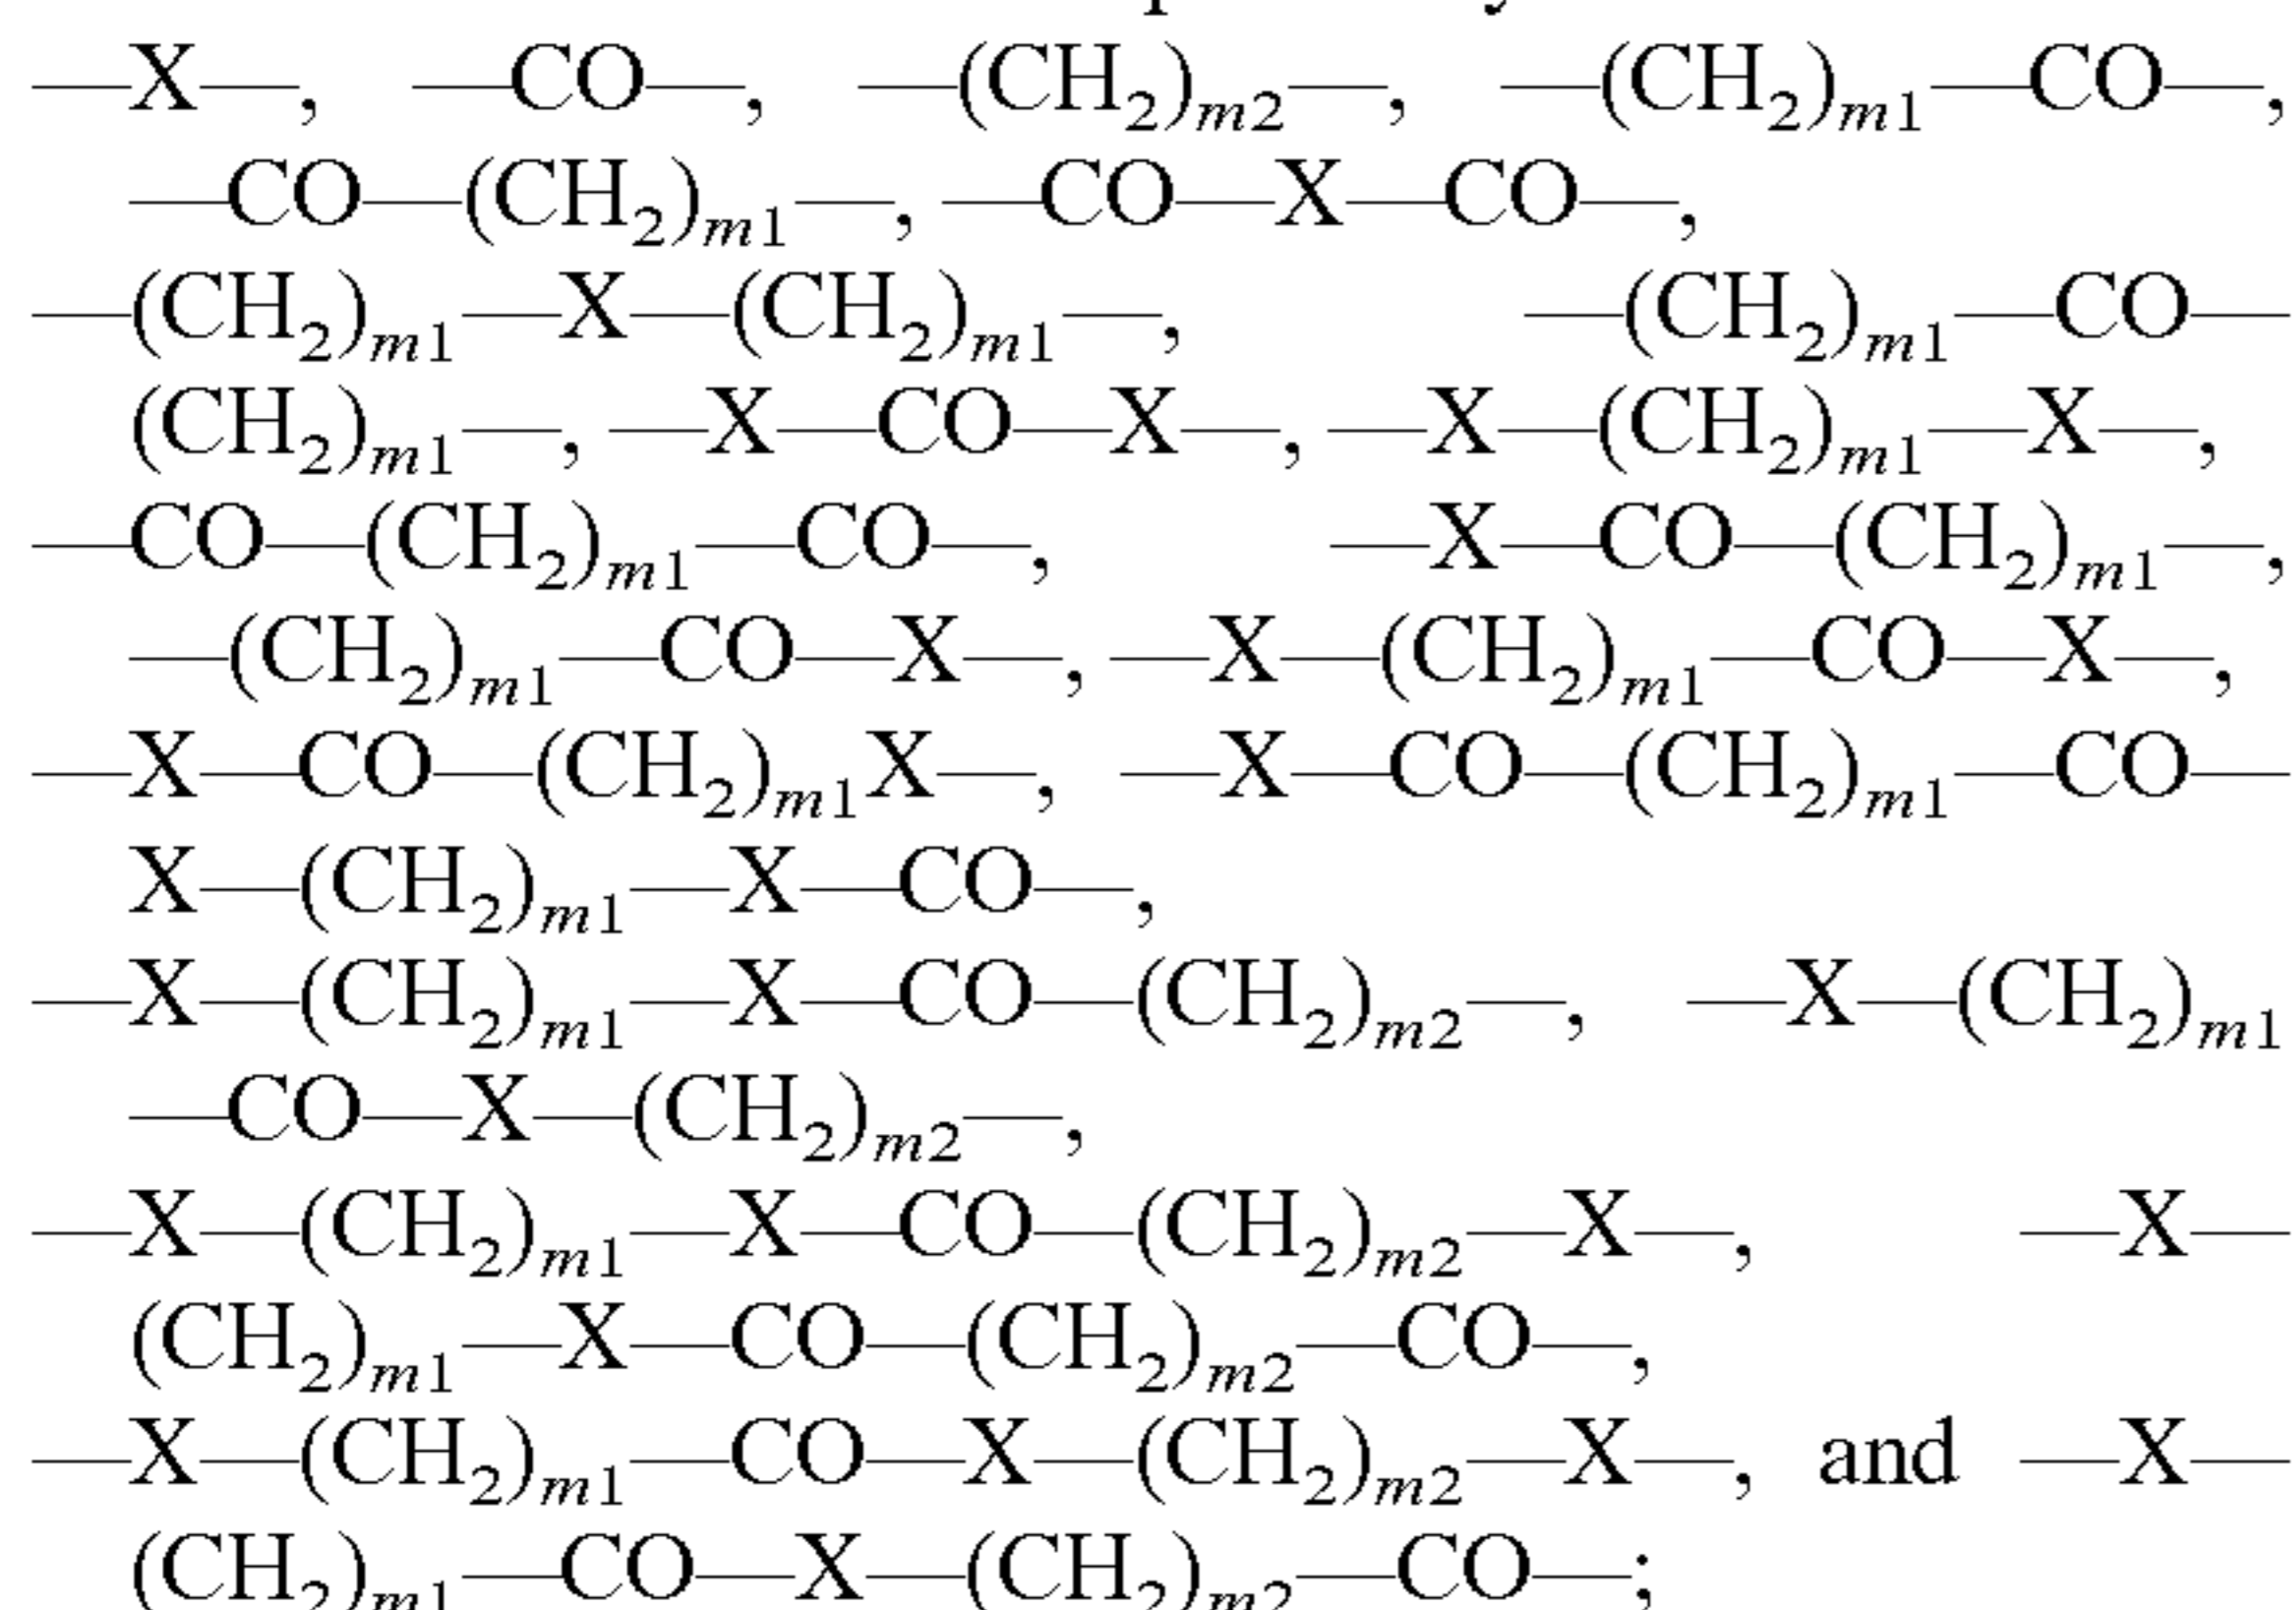 —X—, —CO—, —(CH₂)ₘ₂—, —(CH₂)ₘ₁—CO—,
—CO—(CH₂)ₘ₁—, —CO—X—CO—,
—(CH₂)ₘ₁—X—(CH₂)ₘ₁—, —(CH₂)ₘ₁—CO—
(CH₂)ₘ₁—, —X—CO—X—, —X—(CH₂)ₘ₁—X—,
—CO—(CH₂)ₘ₁—CO—, —X—CO—(CH₂)ₘ₁—,
—(CH₂)ₘ₁—CO—X—, —X—(CH₂)ₘ₁—CO—X—,
—X—CO—(CH₂)ₘ₁X—, —X—CO—(CH₂)ₘ₁—CO—
X—(CH₂)ₘ₁—X—CO—,
—X—(CH₂)ₘ₁—X—CO—(CH₂)ₘ₂—, —X—(CH₂)ₘ₁
—CO—X—(CH₂)ₘ₂—,
—X—(CH₂)ₘ₁—X—CO—(CH₂)ₘ₂—X—, —X—
(CH₂)ₘ₁—X—CO—(CH₂)ₘ₂—CO—,
—X—(CH₂)ₘ₁—CO—X—(CH₂)ₘ₂—X—, and —X—
(CH₂)ₘ₁—CO—X—(CH₂)ₘ₂—CO—;